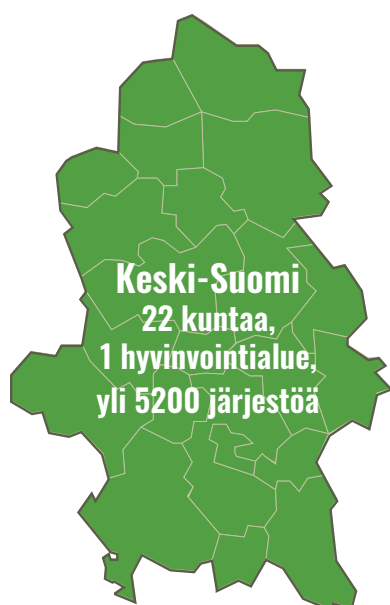 Keski-Suomi
22 kuntaa,
1 hyvinvointialue,
yli 5200 järjestöä